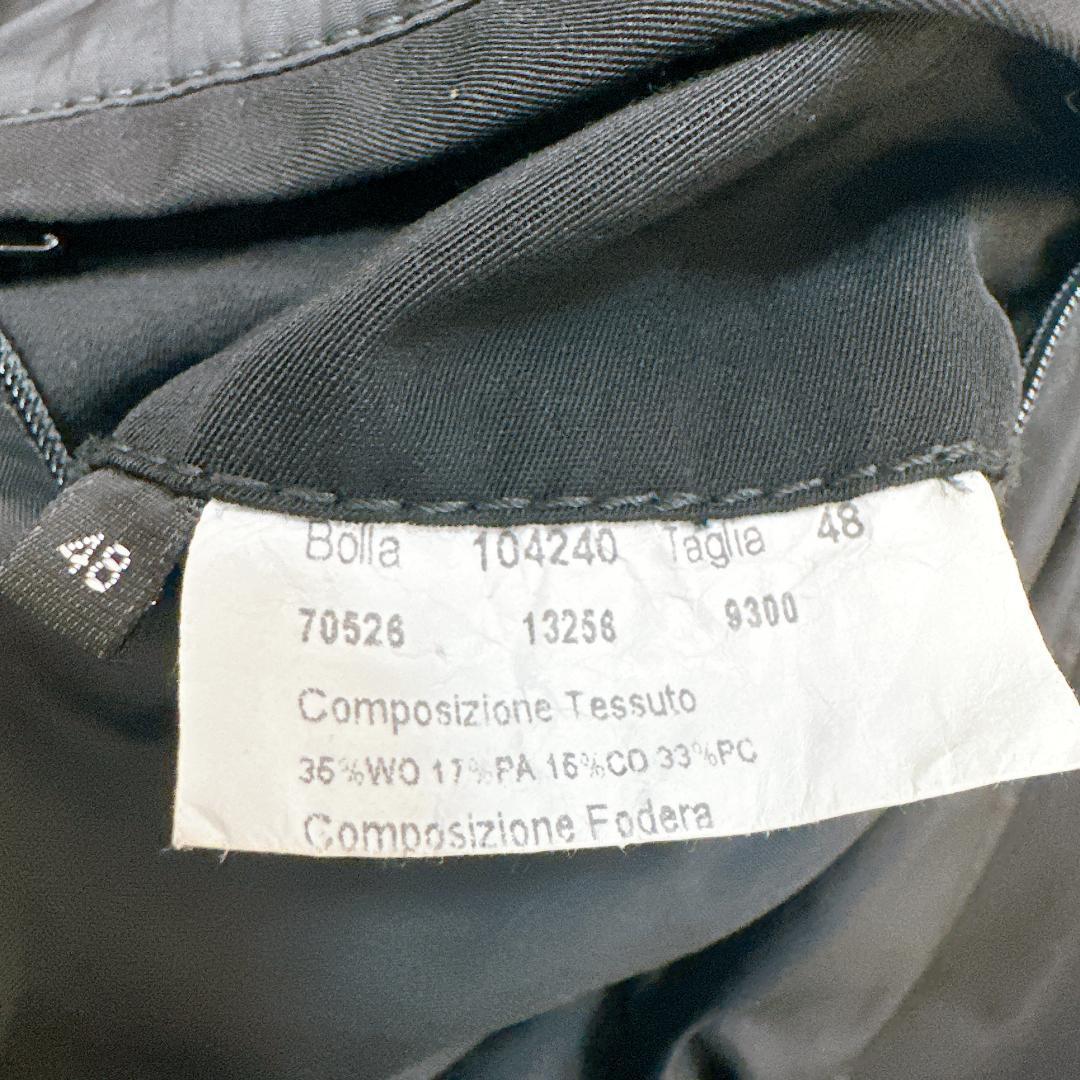 48
Bolla 104240 Taglia 48
70526 13256 9300
Composizione Tessuto
35%WO 17%PA 15%CO 33%PC
Composizione Fodera